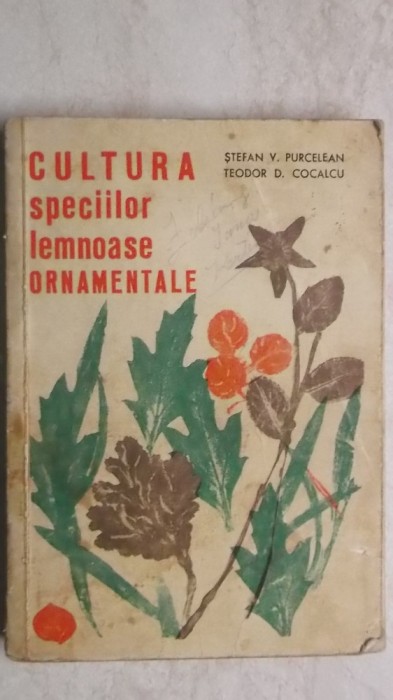 CULTURA
speciilor
lemnoase
ORNAMENTALE
ŞTEFAN V. PURCELEAN
TEODOR D. COCALCU